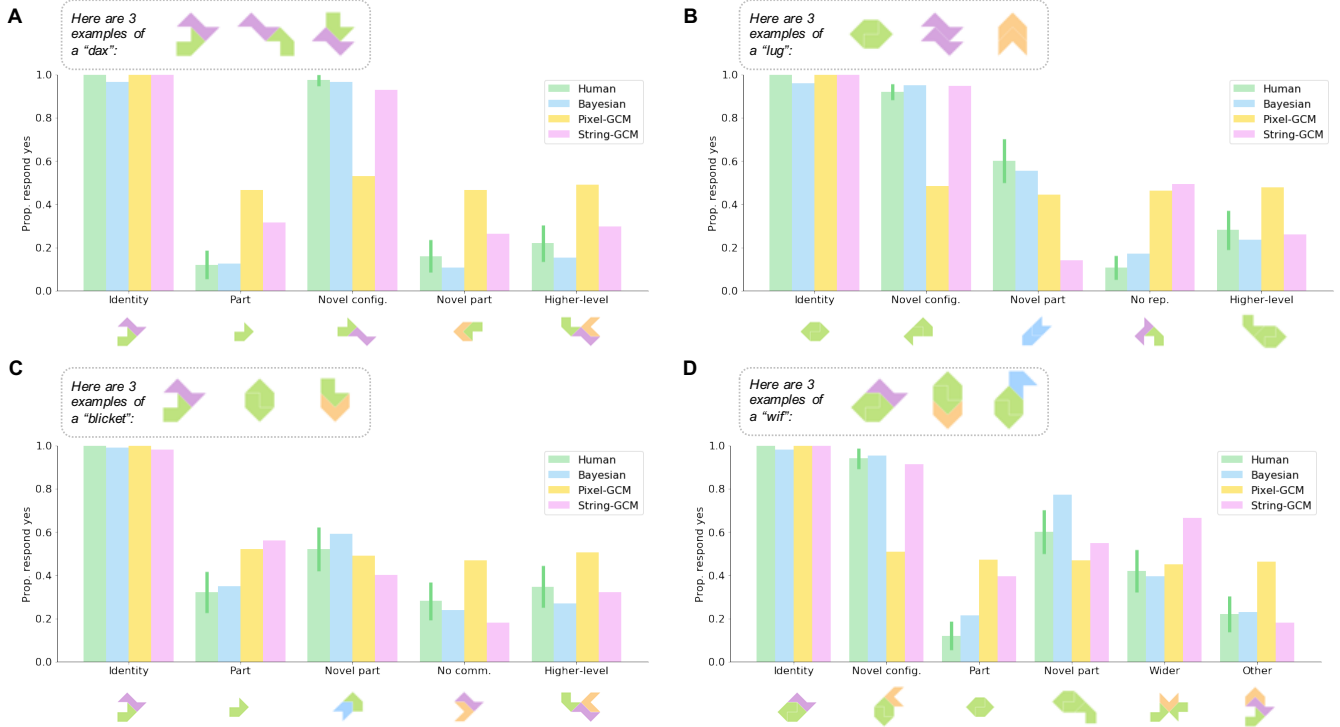 A
Here are 3
examples of
a “dax”:
1.0
0.8
0.6
0.4
0.2
0.0
Prop. respond yes
Human
Bayesian
Pixel-GCM
String-GCM
Identity
Part
Novel config.
Novel part
Higher-level
B
Here are 3
examples of
a “lug”:
1.0
0.8
0.6
0.4
0.2
0.0
Prop. respond yes
Human
Bayesian
Pixel-GCM
String-GCM
Identity
Novel config.
Novel part
No rep.
Higher-level
C
Here are 3
examples of
a “blicket”:
1.0
0.8
0.6
0.4
0.2
0.0
Prop. respond yes
Human
Bayesian
Pixel-GCM
String-GCM
Identity
Part
Novel part
No comm.
Higher-level
D
Here are 3
examples of
a “wif”:
1.0
0.8
0.6
0.4
0.2
0.0
Prop. respond yes
Human
Bayesian
Pixel-GCM
String-GCM
Identity
Novel config.
Part
Novel part
Wider
Other